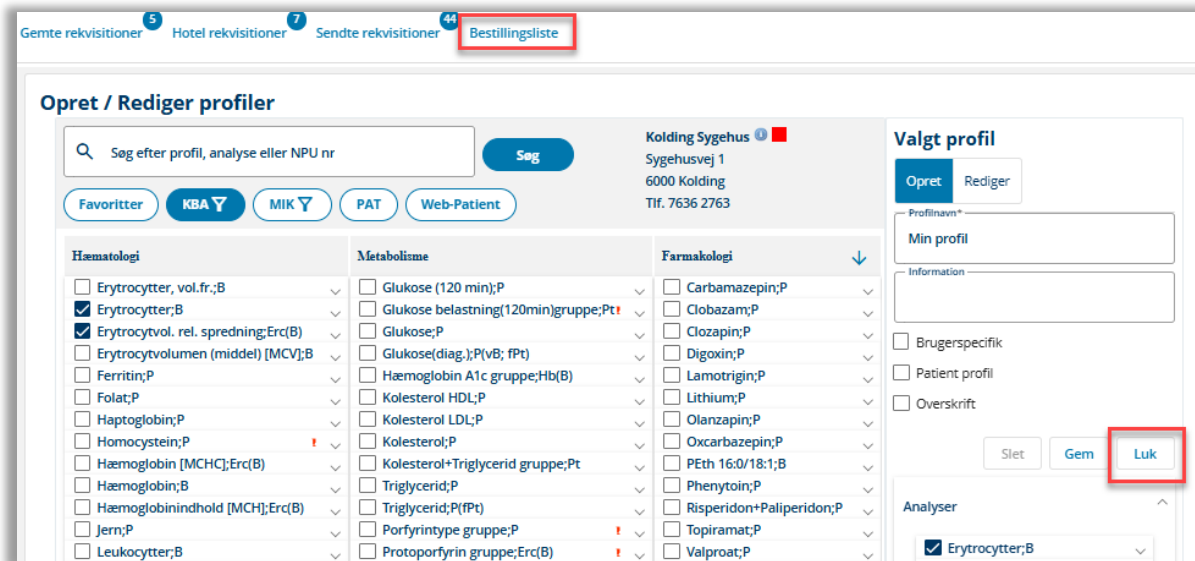 Gemte rekvisitioner 5 Hotel rekvisitioner 7 Sendte rekvisitioner 44 Bestillingsliste
Opret / Rediger profiler
Søg efter profil, analyse eller NPU nr
Søg
Favoritter KBA MIK PAT Web-Patient
Kolding Sygehus i
Sygehusvej 1
6000 Kolding
Tlf. 7636 2763
Hæmatologi
Erytrocytter, vol.fr.;B
Erytrocytter;B
Erytrocytvol. rel. spredning;Erc(B)
Erytrocytvolumen (middel) [MCV];B
Ferritin;P
Folat;P
Haptoglobin;P
Homocystein;P !
Hæmoglobin [MCHC];Erc(B)
Hæmoglobin;B
Hæmoglobinindhold [MCH];Erc(B)
Jern;P
Leukocytter;B
Metabolisme
Glukose (120 min);P
Glukose belastning(120min)gruppe;Pt !
Glukose;P
Glukose(diag.);P(vB; fPt)
Hæmoglobin A1c gruppe;Hb(B)
Kolesterol HDL;P
Kolesterol LDL;P
Kolesterol;P
Kolesterol+Triglycerid gruppe;Pt
Triglycerid;P
Triglycerid;P(fPt)
Porfyrintype gruppe;P !
Protoporfyrin gruppe;Erc(B) !
Farmakologi
Carbamazepin;P
Clobazam;P
Clozapin;P
Digoxin;P
Lamotrigin;P
Lithium;P
Olanzapin;P
Oxcarbazepin;P
PEth 16:0/18:1;B
Phenytoin;P
Risperidon+Paliperidon;P
Topiramat;P
Valproat;P
Valgt profil
Opret Rediger
Profilnavn*
Min profil
Information
Brugerspecifik
Patient profil
Overskrift
Slet Gem Luk
Analyser
Erytrocytter;B